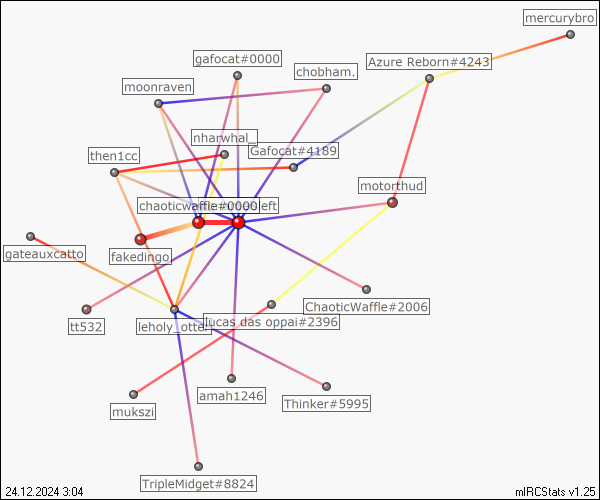 mercurybro
gafocat#0000
Azure Reborn#4243
chobham.
moonraven
nharwhal_
Gafocat#4189
then1cc
motorthud
chaoticwaffle#0000
eft
gateauxcatto
fakedingo
ChaoticWaffle#2006
tt532
leholy_otter
lucas das oppai#2396
amah1246
Thinker#5995
mukszi
TripleMidget#8824
24.12.2024 3:04
mIRCStats v1.25